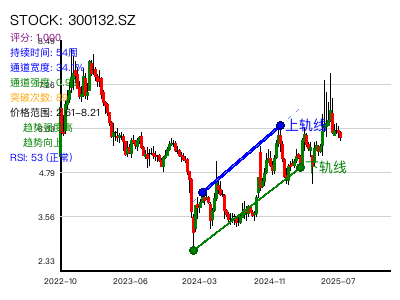 STOCK: 300132.SZ
评分: 1.000
持续时间: 54周
通道宽度: 34.
通道强度: 0.9
突破次数:
价格范围: 2.61-8.21
趋势强度高
趋势向上
RSI: 53 (正常)
上轨线
下轨线
4.79
3.56
2.33
2022-10
2023-06
2024-03
2024-11
2025-07